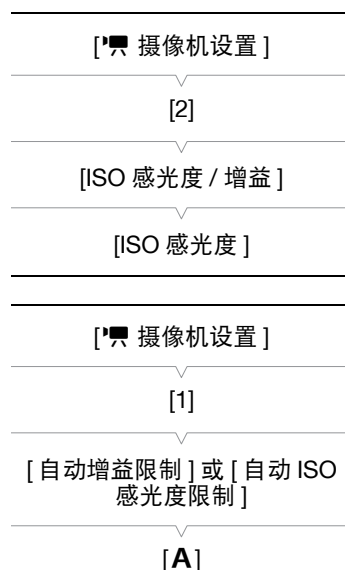 [ 摄像机设置 ]
[2]
[ISO 感光度 / 增益 ]
[ISO 感光度 ]
[ 摄像机设置 ]
[1]
[ 自动增益限制 ] 或 [ 自动 ISO
感光度限制 ]
[A]